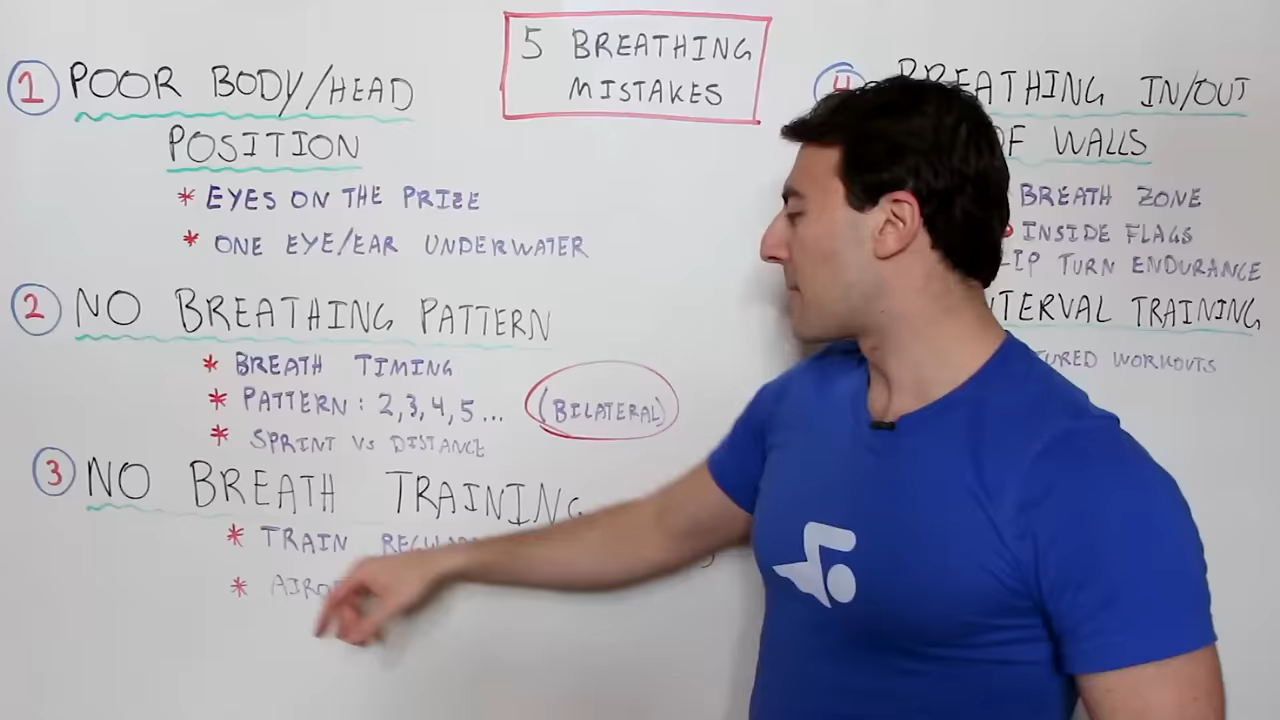 5 BREATHING
MISTAKES
1 POOR BODY/HEAD
POSITION
* EYES ON THE PRIZE
* ONE EYE/EAR UNDERWATER
2 NO BREATHING PATTERN
* BREATH TIMING
* PATTERN: 2,3,4,5...
(BILATERAL)
* SPRINT VS DISTANCE
3 NO BREATH TRAINING
* TRAIN
*
4 BREATHING IN/OUT
WALLS
BREATH ZONE
INSIDE FLAGS
TURN ENDURANCE
TRAINING
WORKOUTS